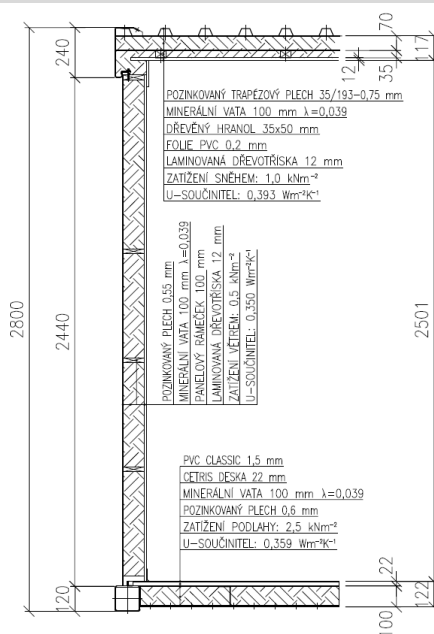 240
70
117
12
35
POZINKOVANÝ TRAPÉZOVÝ PLECH 35/193-0,75 mm
MINERÁLNÍ VATA 100 mm λ=0,039
DŘEVĚNÝ HRANOL 35x50 mm
FOLIE PVC 0,2 mm
LAMINOVANÁ DŘEVOTŘÍSKA 12 mm
ZATÍŽENÍ SNĚHEM: 1,0 kNm⁻²
U-SOUČINITEL: 0,393 Wm⁻²K⁻¹
2800
2440
POZINKOVANÝ PLECH 0,55 mm
MINERÁLNÍ VATA 100 mm λ=0,039
PANELOVÝ RÁMEČEK 100 mm
LAMINOVANÁ DŘEVOTŘÍSKA 12 mm
ZATÍŽENÍ VĚTREM: 0,5 kNm⁻²
U-SOUČINITEL: 0,350 Wm⁻²K⁻¹
2501
PVC CLASSIC 1,5 mm
CETRIS DESKA 22 mm
MINERÁLNÍ VATA 100 mm λ=0,039
POZINKOVANÝ PLECH 0,6 mm
ZATÍŽENÍ PODLAHY: 2,5 kNm⁻²
U-SOUČINITEL: 0,359 Wm⁻²K⁻¹
120
22
122
100